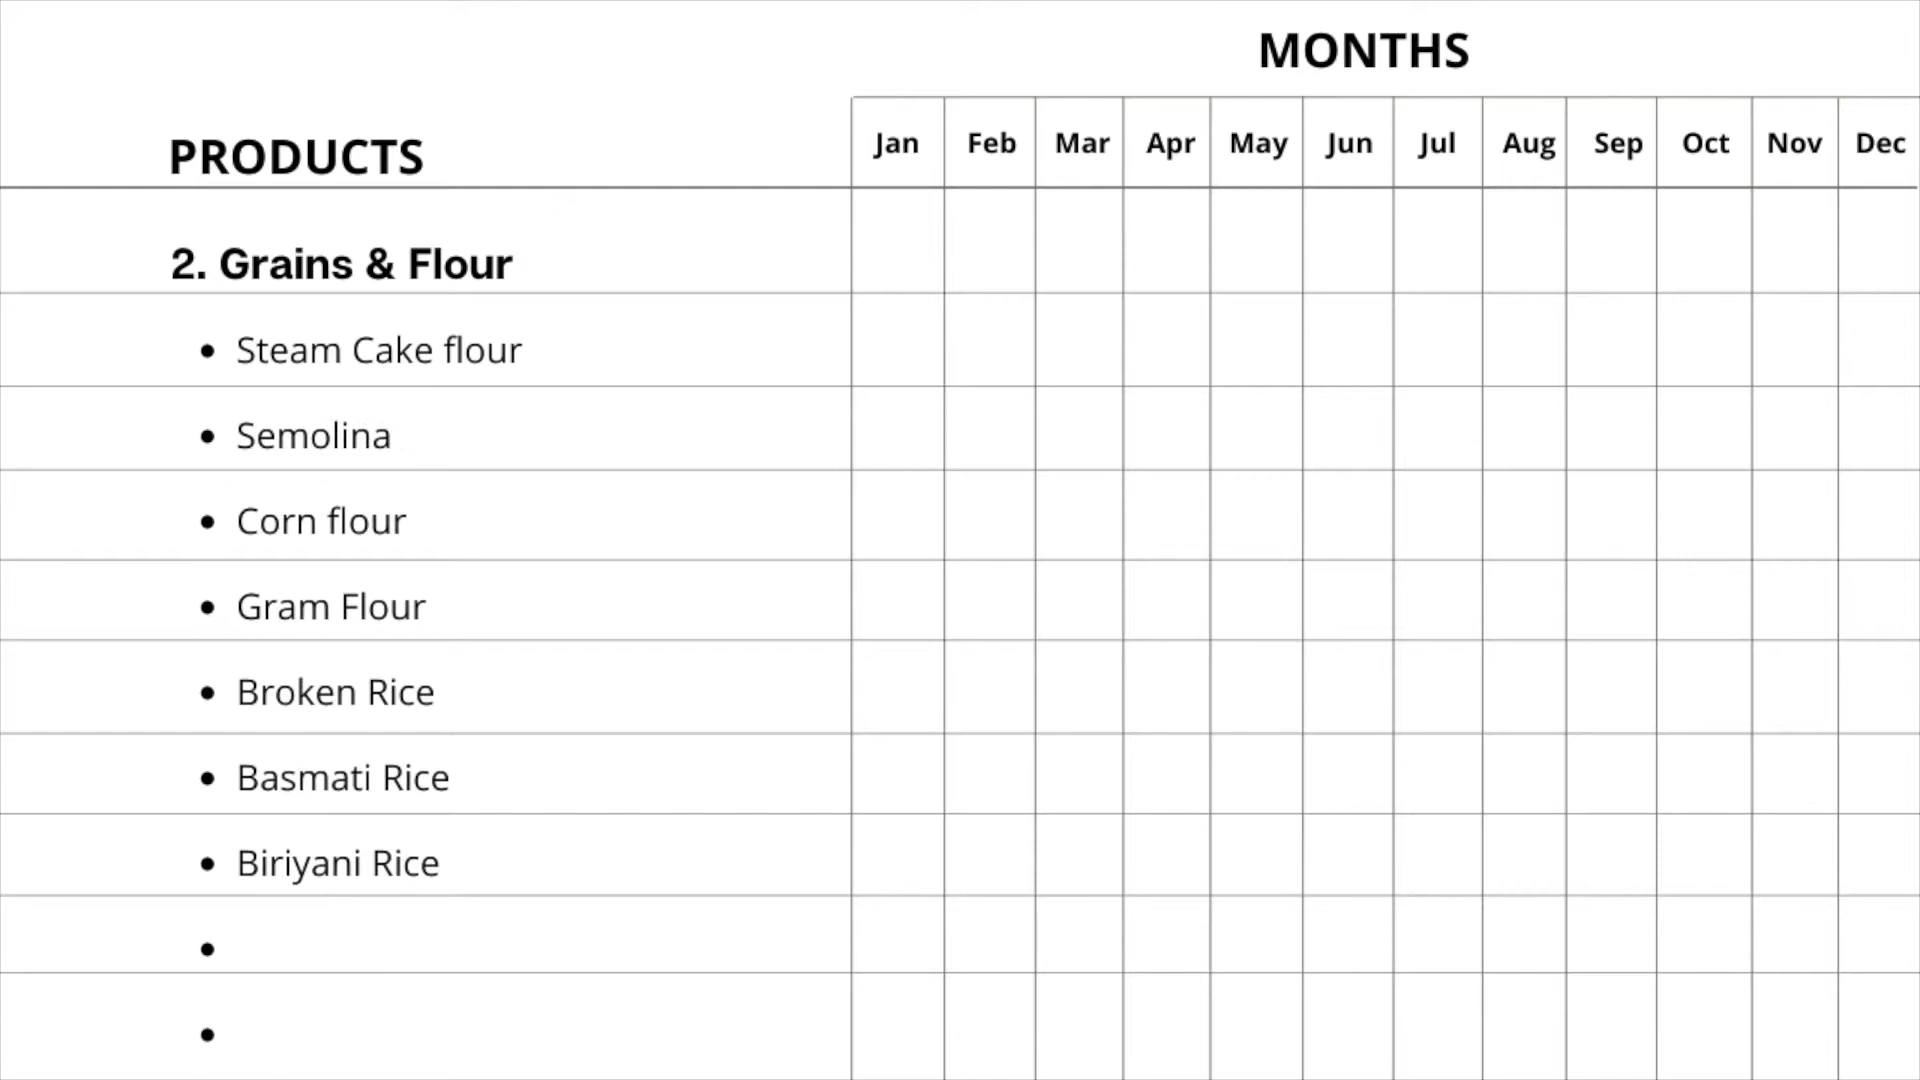 MONTHS
PRODUCTS Jan Feb Mar Apr May Jun Jul Aug Sep Oct Nov Dec
2. Grains & Flour
• Steam Cake flour
• Semolina
• Corn flour
• Gram Flour
• Broken Rice
• Basmati Rice
• Biriyani Rice
•
•